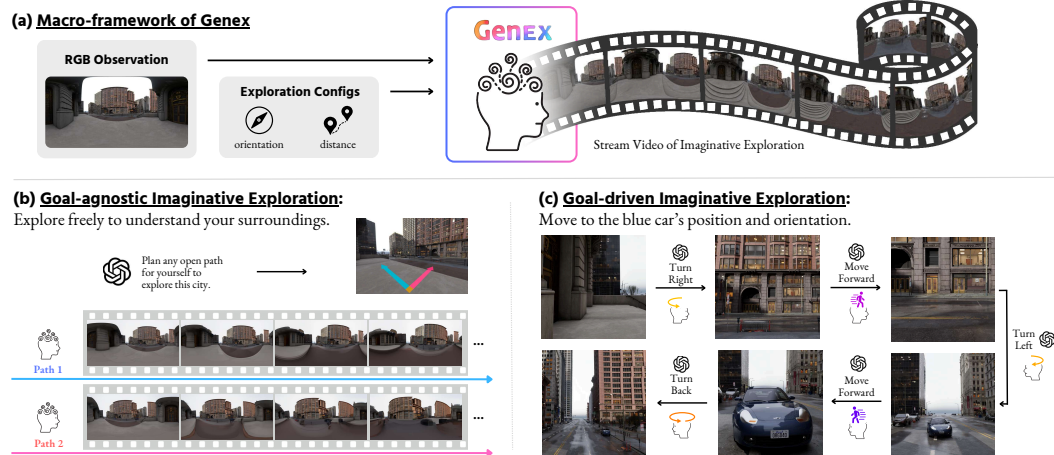 (a) Macro-framework of Genex
RGB Observation
Exploration Configs
orientation
distance
GENEX
Stream Video of Imaginative Exploration
(b) Goal-agnostic Imaginative Exploration:
Explore freely to understand your surroundings.
Plan any open path
for yourself to
explore this city.
Path 1
...
Path 2
...
(c) Goal-driven Imaginative Exploration:
Move to the blue car's position and orientation.
Turn
Right
Move
Forward
Turn
Left
Move
Forward
Turn
Back